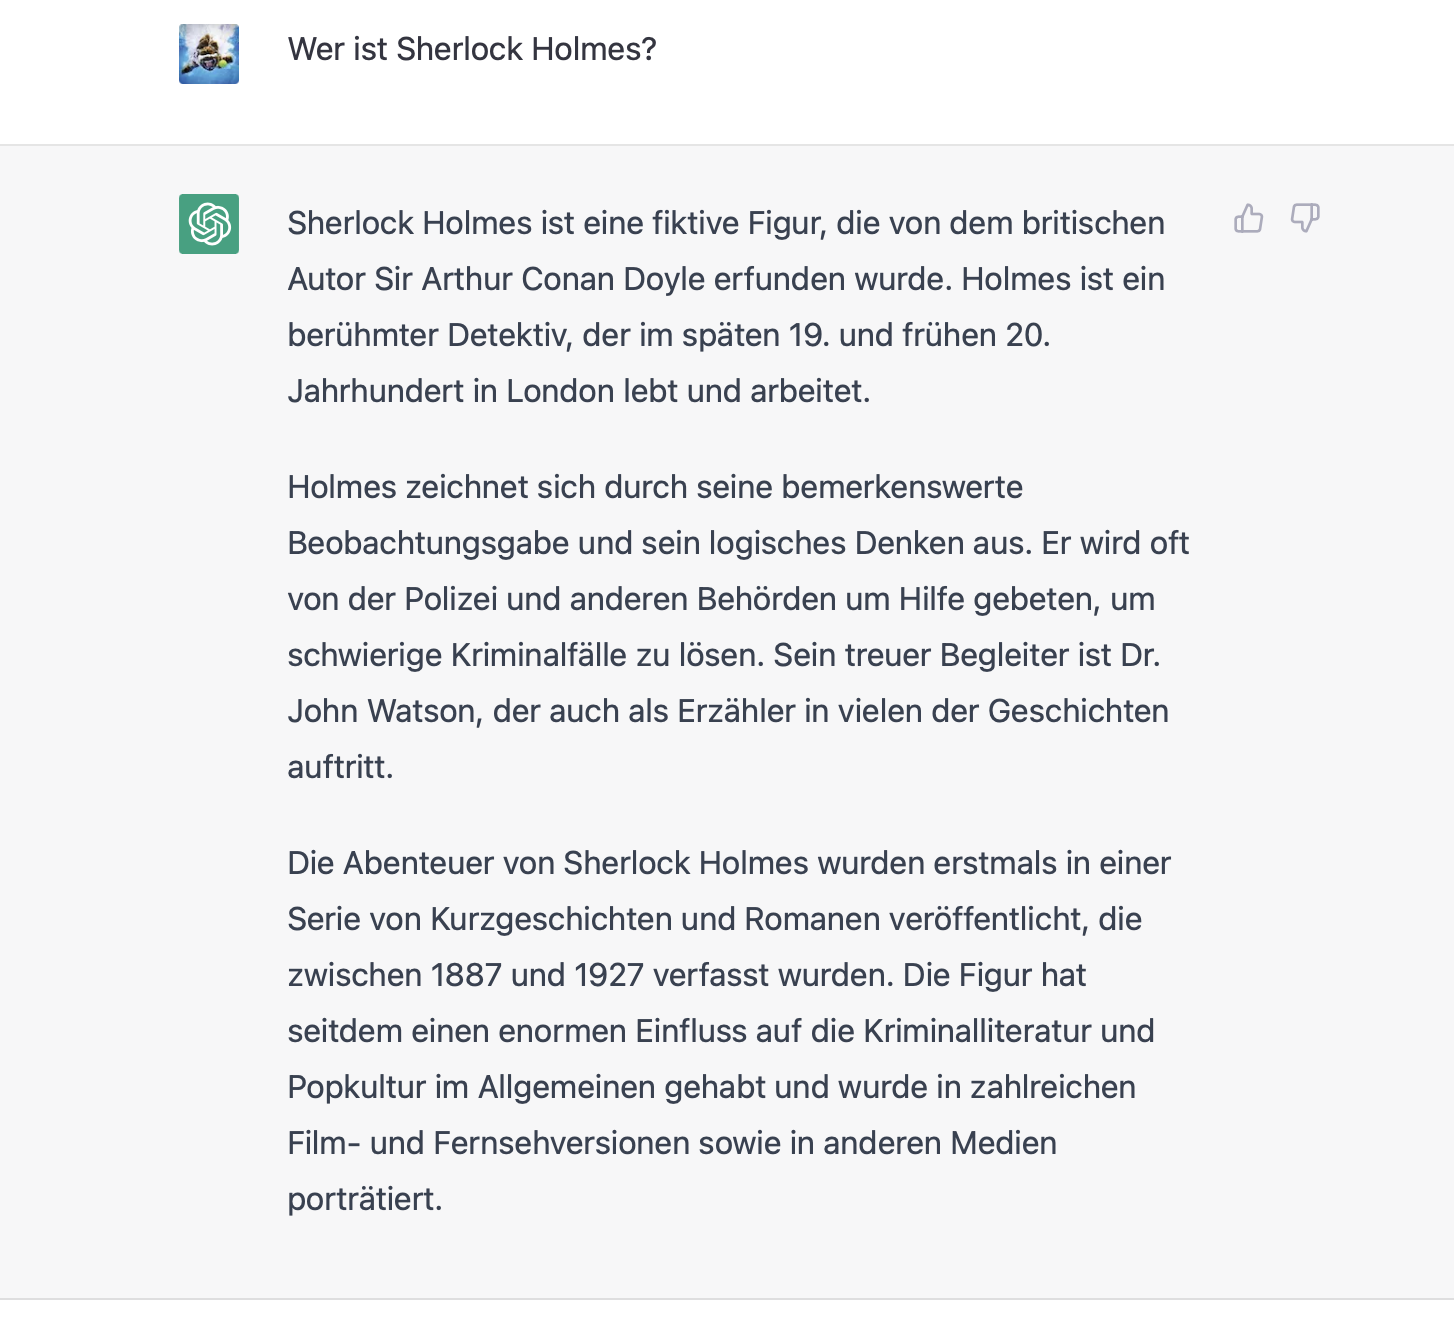 Wer ist Sherlock Holmes?
Sherlock Holmes ist eine fiktive Figur, die von dem britischen
Autor Sir Arthur Conan Doyle erfunden wurde. Holmes ist ein
berühmter Detektiv, der im späten 19. und frühen 20.
Jahrhundert in London lebt und arbeitet.
Holmes zeichnet sich durch seine bemerkenswerte
Beobachtungsgabe und sein logisches Denken aus. Er wird oft
von der Polizei und anderen Behörden um Hilfe gebeten, um
schwierige Kriminalfälle zu lösen. Sein treuer Begleiter ist Dr.
John Watson, der auch als Erzähler in vielen der Geschichten
auftritt.
Die Abenteuer von Sherlock Holmes wurden erstmals in einer
Serie von Kurzgeschichten und Romanen veröffentlicht, die
zwischen 1887 und 1927 verfasst wurden. Die Figur hat
seitdem einen enormen Einfluss auf die Kriminalliteratur und
Popkultur im Allgemeinen gehabt und wurde in zahlreichen
Film- und Fernsehversionen sowie in anderen Medien
porträtiert.